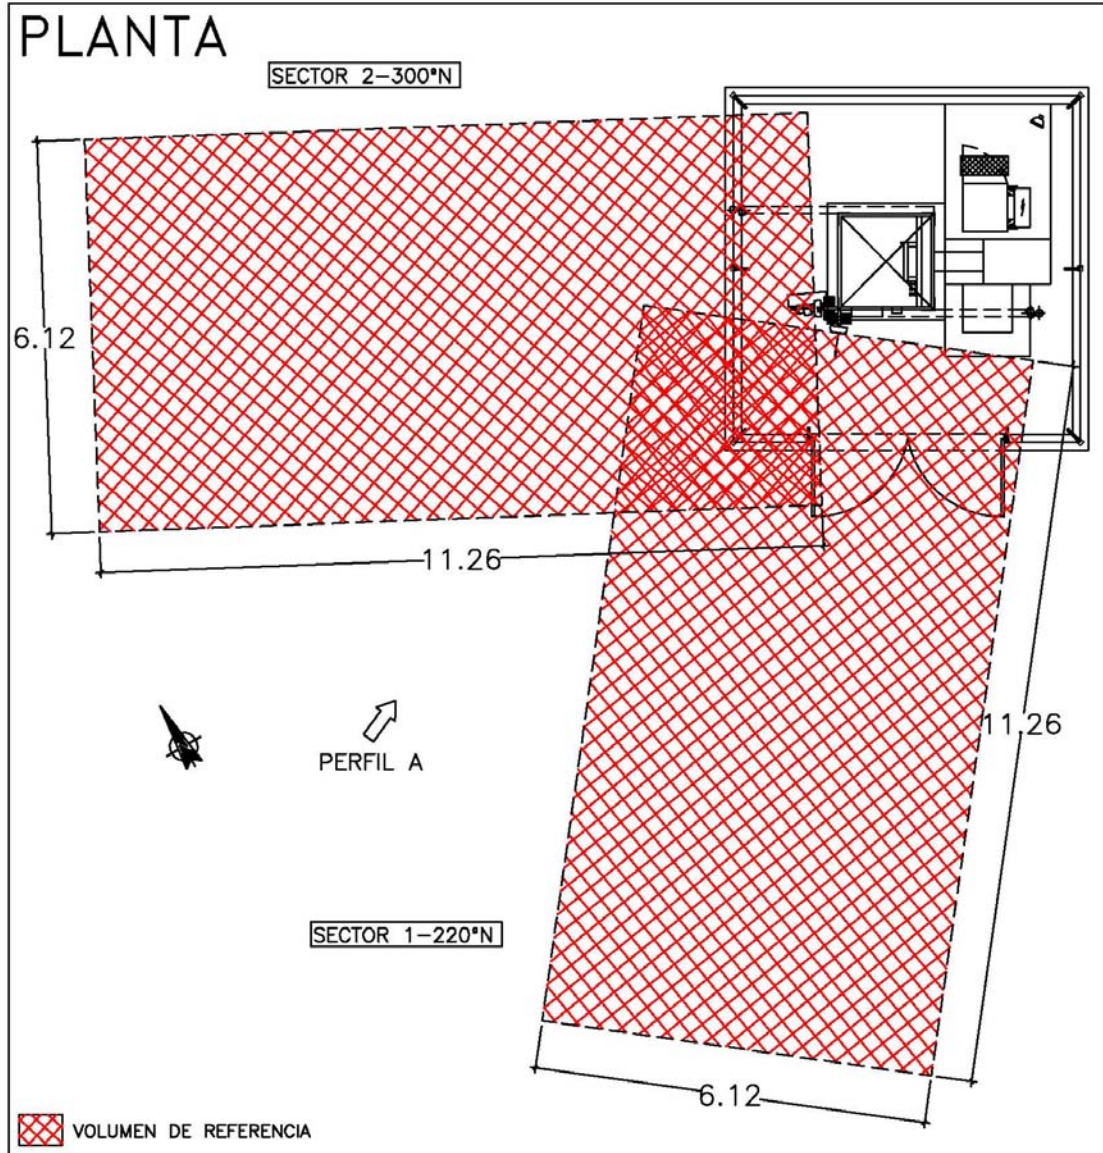 PLANTA
SECTOR 2-300°N
6.12
11.26
11.26
PERFIL A
SECTOR 1-220°N
6.12
VOLUMEN DE REFERENCIA